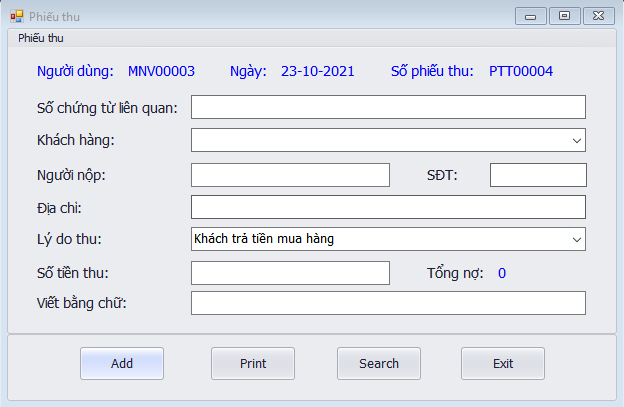 Phiếu thu
Phiếu thu
Người dùng: MNV00003 Ngày: 23-10-2021 Số phiếu thu: PTT00004
Số chứng từ liên quan:
Khách hàng:
Người nộp: SĐT:
Địa chỉ:
Lý do thu: Khách trả tiền mua hàng
Số tiền thu: Tổng nợ: 0
Viết bằng chữ:
Add Print Search Exit